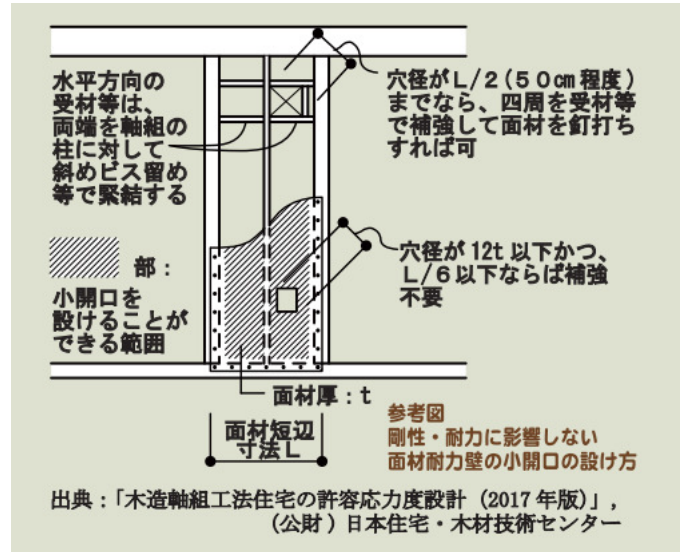 水平方向の
受材等は、
両端を軸組の
柱に対して
斜めビス留め
等で緊結する
穴径がL/2(50㎝程度)
までなら、四周を受材等
で補強して面材を釘打ち
すれば可
部：
小開口を
設けることが
できる範囲
穴径が12t以下かつ、
L/6以下ならば補強
不要
面材厚：t
面材短辺
寸法L
参考図
剛性・耐力に影響しない
面材耐力壁の小開口の設け方
出典：「木造軸組工法住宅の許容応力度設計（2017年版）」,
（公財）日本住宅・木材技術センター